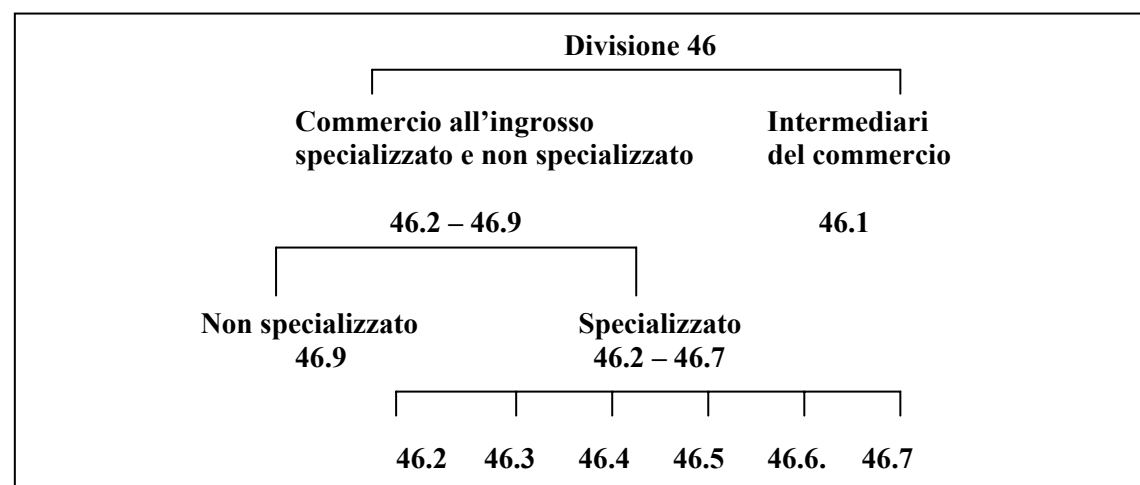 Divisione 46
Commercio all’ingrosso
specializzato e non specializzato
Intermediari
del commercio
46.2 – 46.9
46.1
Non specializzato
46.9
Specializzato
46.2 – 46.7
46.2 46.3 46.4 46.5 46.6. 46.7